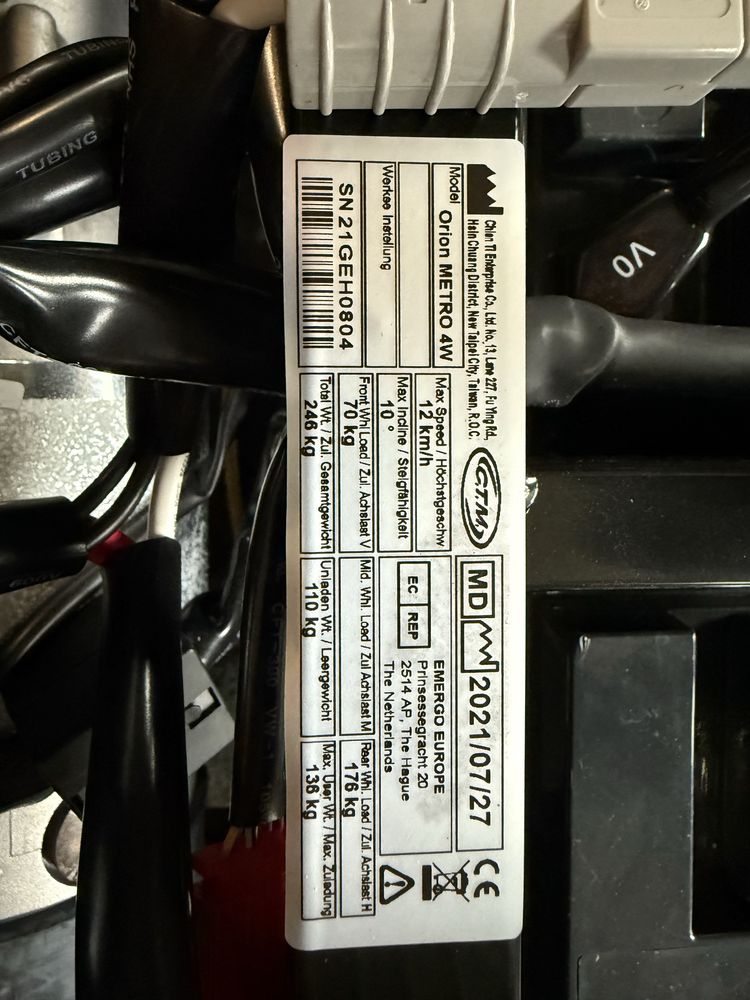 Chien Ti Enterprise Co., Ltd. No. 13, Lane 227, Fu Ying Rd.,
Hsin Chuang District, New Taipei City, Taiwan, R.O.C.
C.T.M.
MD
2021/07/27
CE
Model
Orion METRO 4W
Max Speed / Höchstgeschw
12 km/h
EC REP
EMERGO EUROPE
Prinsessegracht 20
2514 AP, The Hague
The Netherlands
Max Incline / Steigfähigkeit
10 °
Werkse Instellung
Front Whl.Load / Zul. Achslast V
70 kg
Mid. Whl. Load / Zul Achslast M
Rear Whl. Load / Zul. Achslast H
176 kg
SN 21GEH0804
Total Wt. / Zul. Gesamtgewicht
246 kg
Unladen Wt. / Leergewicht
110 kg
Max. User Wt. / Max. Zuladung
136 kg
TUBING
TUBING
V0